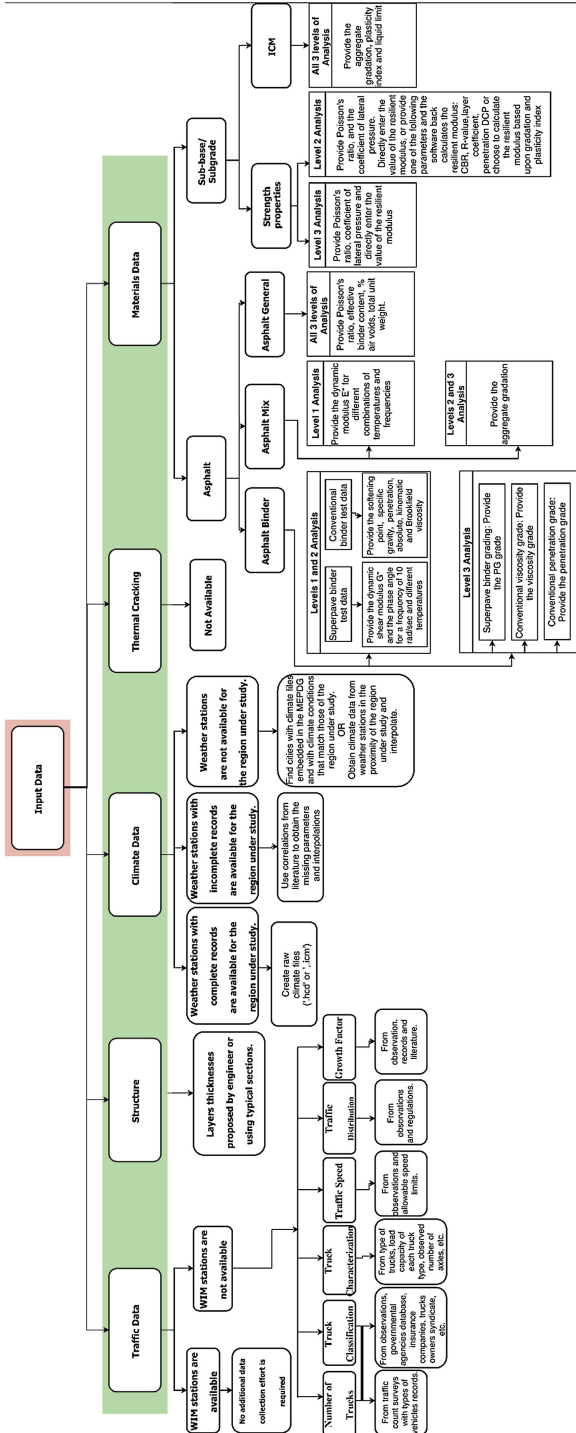 Input Data
Traffic Data
Structure
Climate Data
Thermal Cracking
Materials Data
WIM stations are
available
No additional data
collection effort is
required
WIM stations are
not available
Number of
Trucks
From traffic
count surveys
with types of
vehicles records.
Truck
Classification
From observations,
governmental
agencies database,
insurance
companies, trucks
owners syndicate,
etc.
Truck
Characterization
From type of
trucks, load
capacity of
each truck
type, observed
number of
axles, etc.
Traffic Speed
From
observations and
allowable speed
limits.
Traffic
Distribution
From
observations
and regulations.
Growth Factor
From
observation.
records and
literature.
Layers thicknesses
proposed by engineer or
using typical sections.
Weather stations with
complete records
are available for the
region under study.
Create raw
climate files
('.hcd' or '.icm')
Weather stations with
incomplete records
are available for the
region under study.
Use correlations from
literature to obtain the
missing parameters
and interpolations
Weather stations
are not available for
the region under study.
Find cities with climate files
embedded in the MEPDG
and with climate conditions
that match those of the
region under study.
OR
Obtain climate data from
weather stations in the
proximity of the region
under study and
interpolate.
Not Available
Asphalt
Asphalt Binder
Levels 1 and 2 Analysis
Superpave binder
test data
Provide the dynamic
shear modulus G*
and the phase angle
for a frequency of 10
rad/sec and different
temperatures
Conventional
binder test data
Provide the softening
point, specific
gravity, penetration,
absolute, kinematic
and Brookfield
viscosity
Level 3 Analysis
Superpave binder grading: Provide
the PG grade
Conventional viscosity grade: Provide
the viscosity grade
Conventional penetration grade:
Provide the penetration grade
Asphalt Mix
Level 1 Analysis
Provide the dynamic
modulus E* for
different
combinations of
temperatures and
frequencies
Levels 2 and 3
Analysis
Provide the
aggregate gradation
Asphalt General
All 3 levels of
Analysis
Provide Poisson's
ratio, effective
binder content, %
air voids, total unit
weight.
Sub-base/
Subgrade
Strength
properties
Level 3 Analysis
Provide Poisson's
ratio, coefficient of
lateral pressure and
directly enter the
value of the resilient
modulus
Level 2 Analysis
Provide Poisson's
ratio, and the
coefficient of lateral
pressure.
Directly enter the
value of the resilient
modulus, or provide
one of the following
parameters and the
software back
calculates the
resilient modulus:
CBR, R-value,layer
coefficient,
penetration DCP or
choose to calculate
the resilient
modulus based
upon gradation and
plasticity index
ICM
All 3 levels of
Analysis
Provide the
aggregate
gradation, plasticity
index and liquid limit